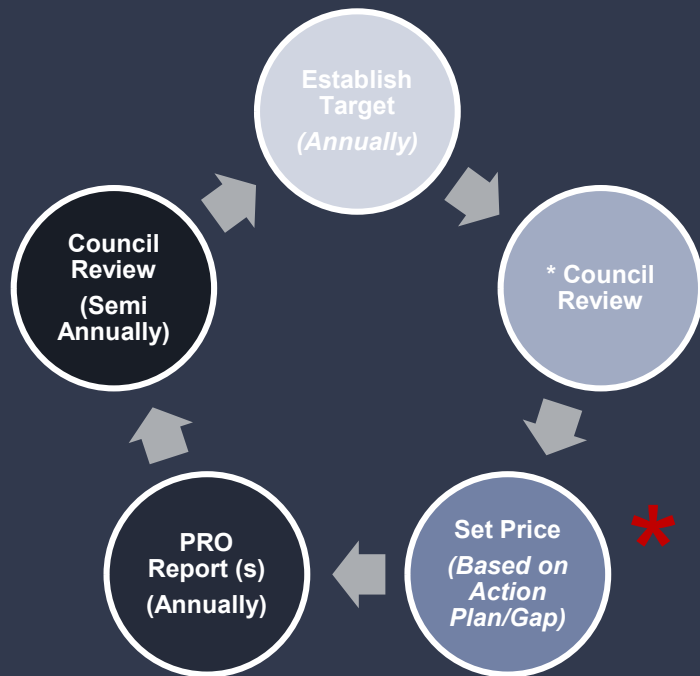 Establish
Target
(Annually)
* Council
Review
Set Price
(Based on
Action
Plan/Gap)
*
PRO
Report (s)
(Annually)
Council
Review
(Semi
Annually)